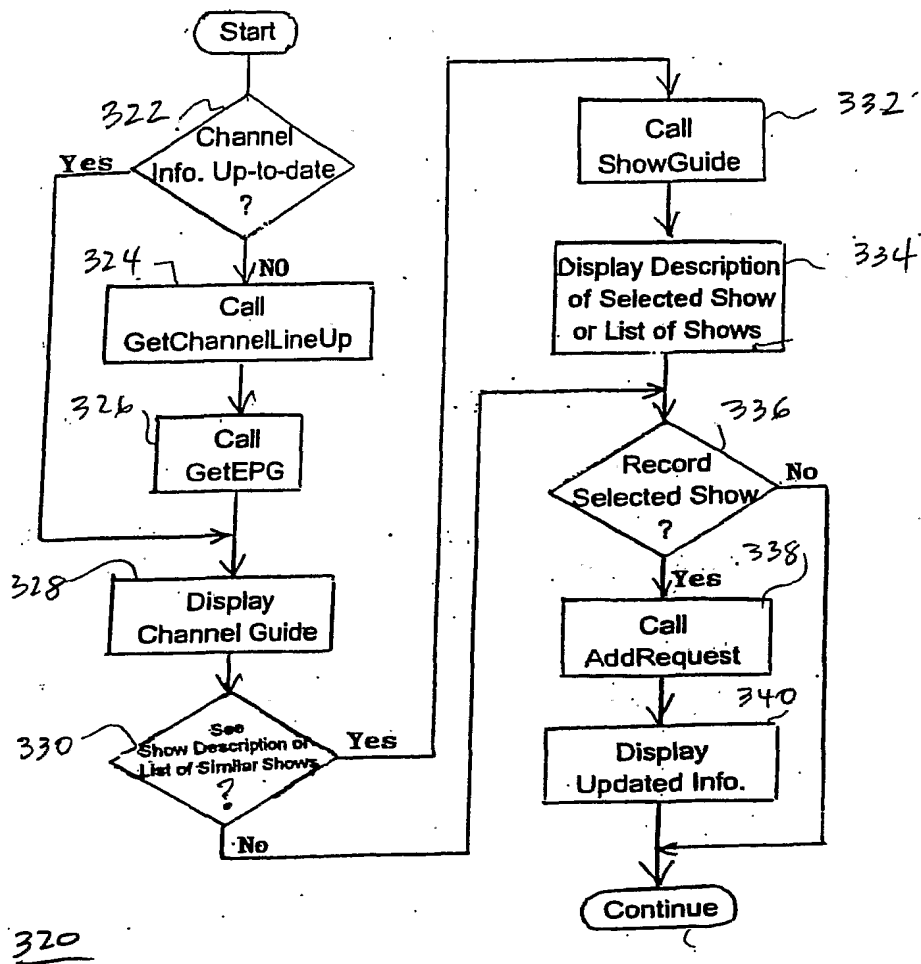 Start
322
Channel
Info. Up-to-date
?
Yes
NO
324
Call
GetChannelLineUp
326
Call
GetEPG
328
Display
Channel Guide
330
See
Show Description or
List of Similar Shows
?
Yes
No
332
Call
ShowGuide
334
Display Description
of Selected Show
or List of Shows
336
Record
Selected Show
?
No
Yes
338
Call
AddRequest
340
Display
Updated Info.
Continue
320